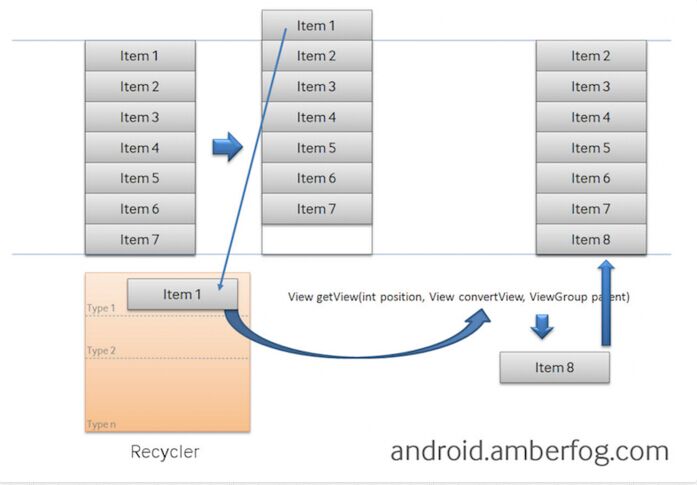 Item 1
Item 2
Item 3
Item 4
Item 5
Item 6
Item 7
Item 1
Item 2
Item 3
Item 4
Item 5
Item 6
Item 7
Item 2
Item 3
Item 4
Item 5
Item 6
Item 7
Item 8
Item 1
Type 1
Type 2
Type n
Recycler
View getView(int position, View convertView, ViewGroup parent)
Item 8
android.amberfog.com